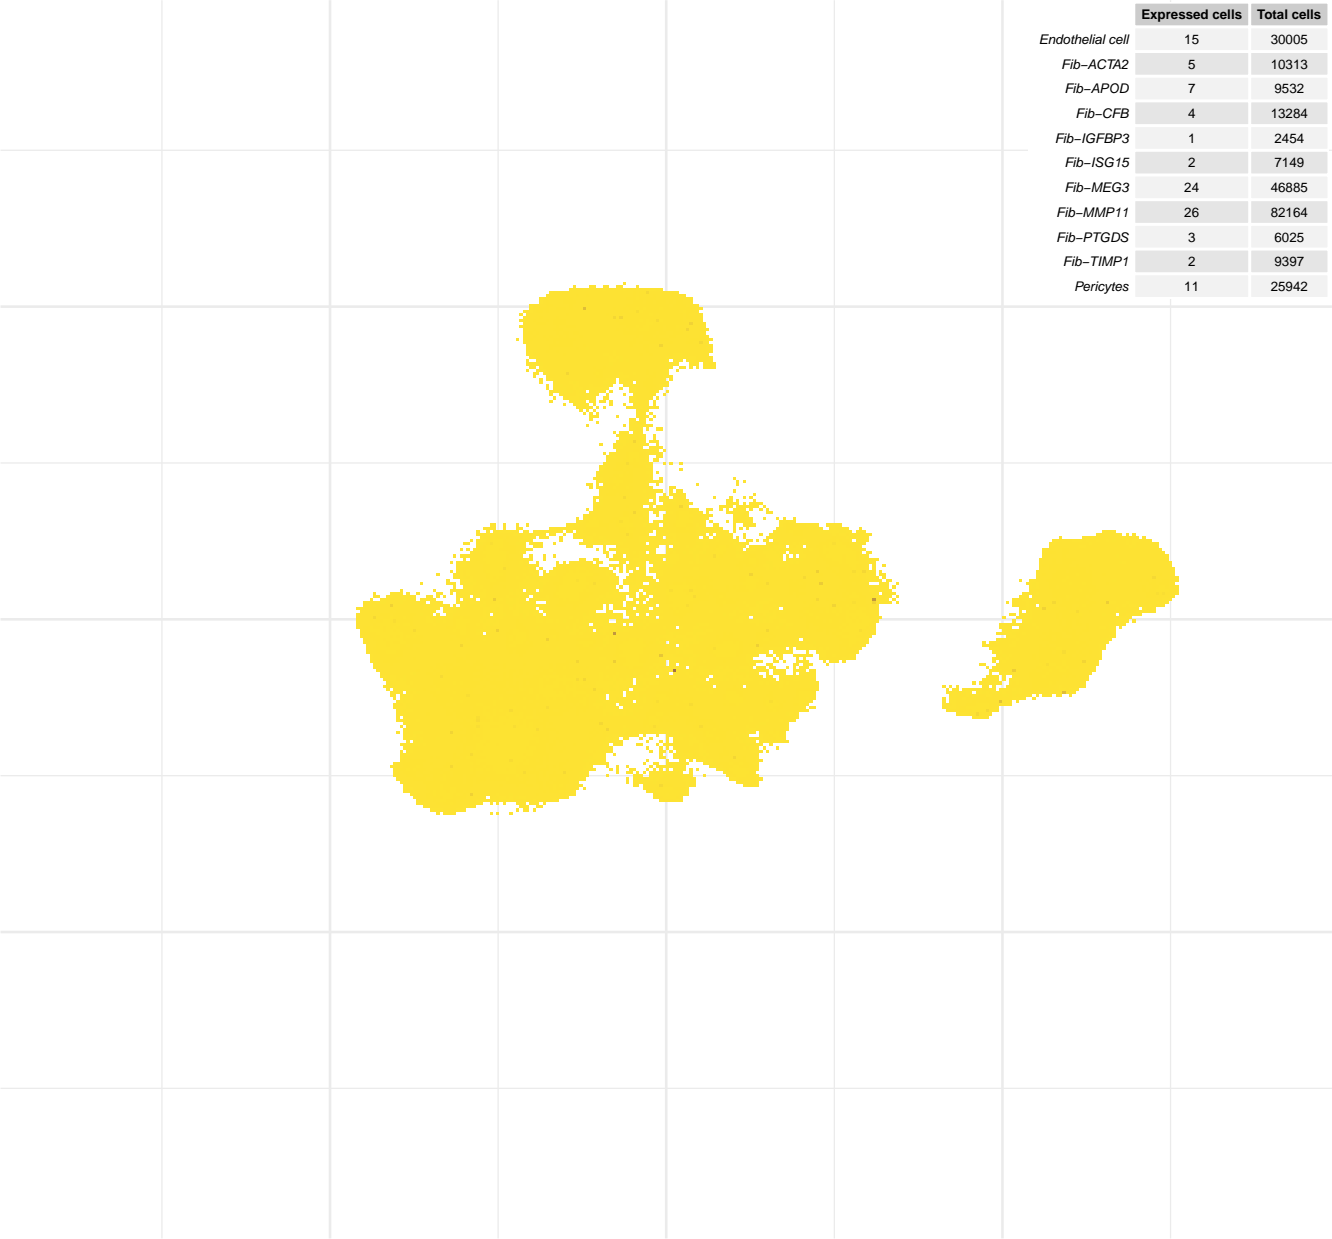 Expressed cells Total cells
Endothelial cell 15 30005
Fib−ACTA2 5 10313
Fib−APOD 7 9532
Fib−CFB 4 13284
Fib−IGFBP3 1 2454
Fib−ISG15 2 7149
Fib−MEG3 24 46885
Fib−MMP11 26 82164
Fib−PTGDS 3 6025
Fib−TIMP1 2 9397
Pericytes 11 25942